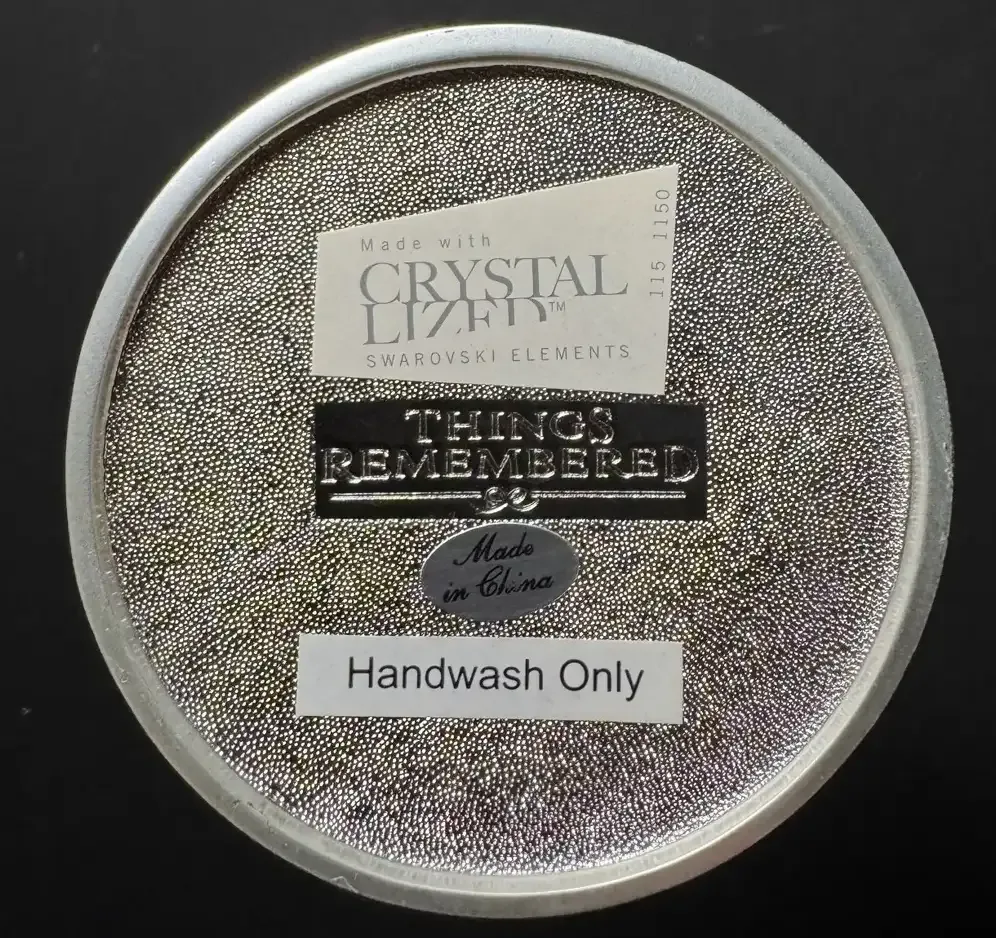 Made with
CRYSTAL
LIZED™
SWAROVSKI ELEMENTS
115 1150
THINGS
REMEMBERED
Made
in China
Handwash Only